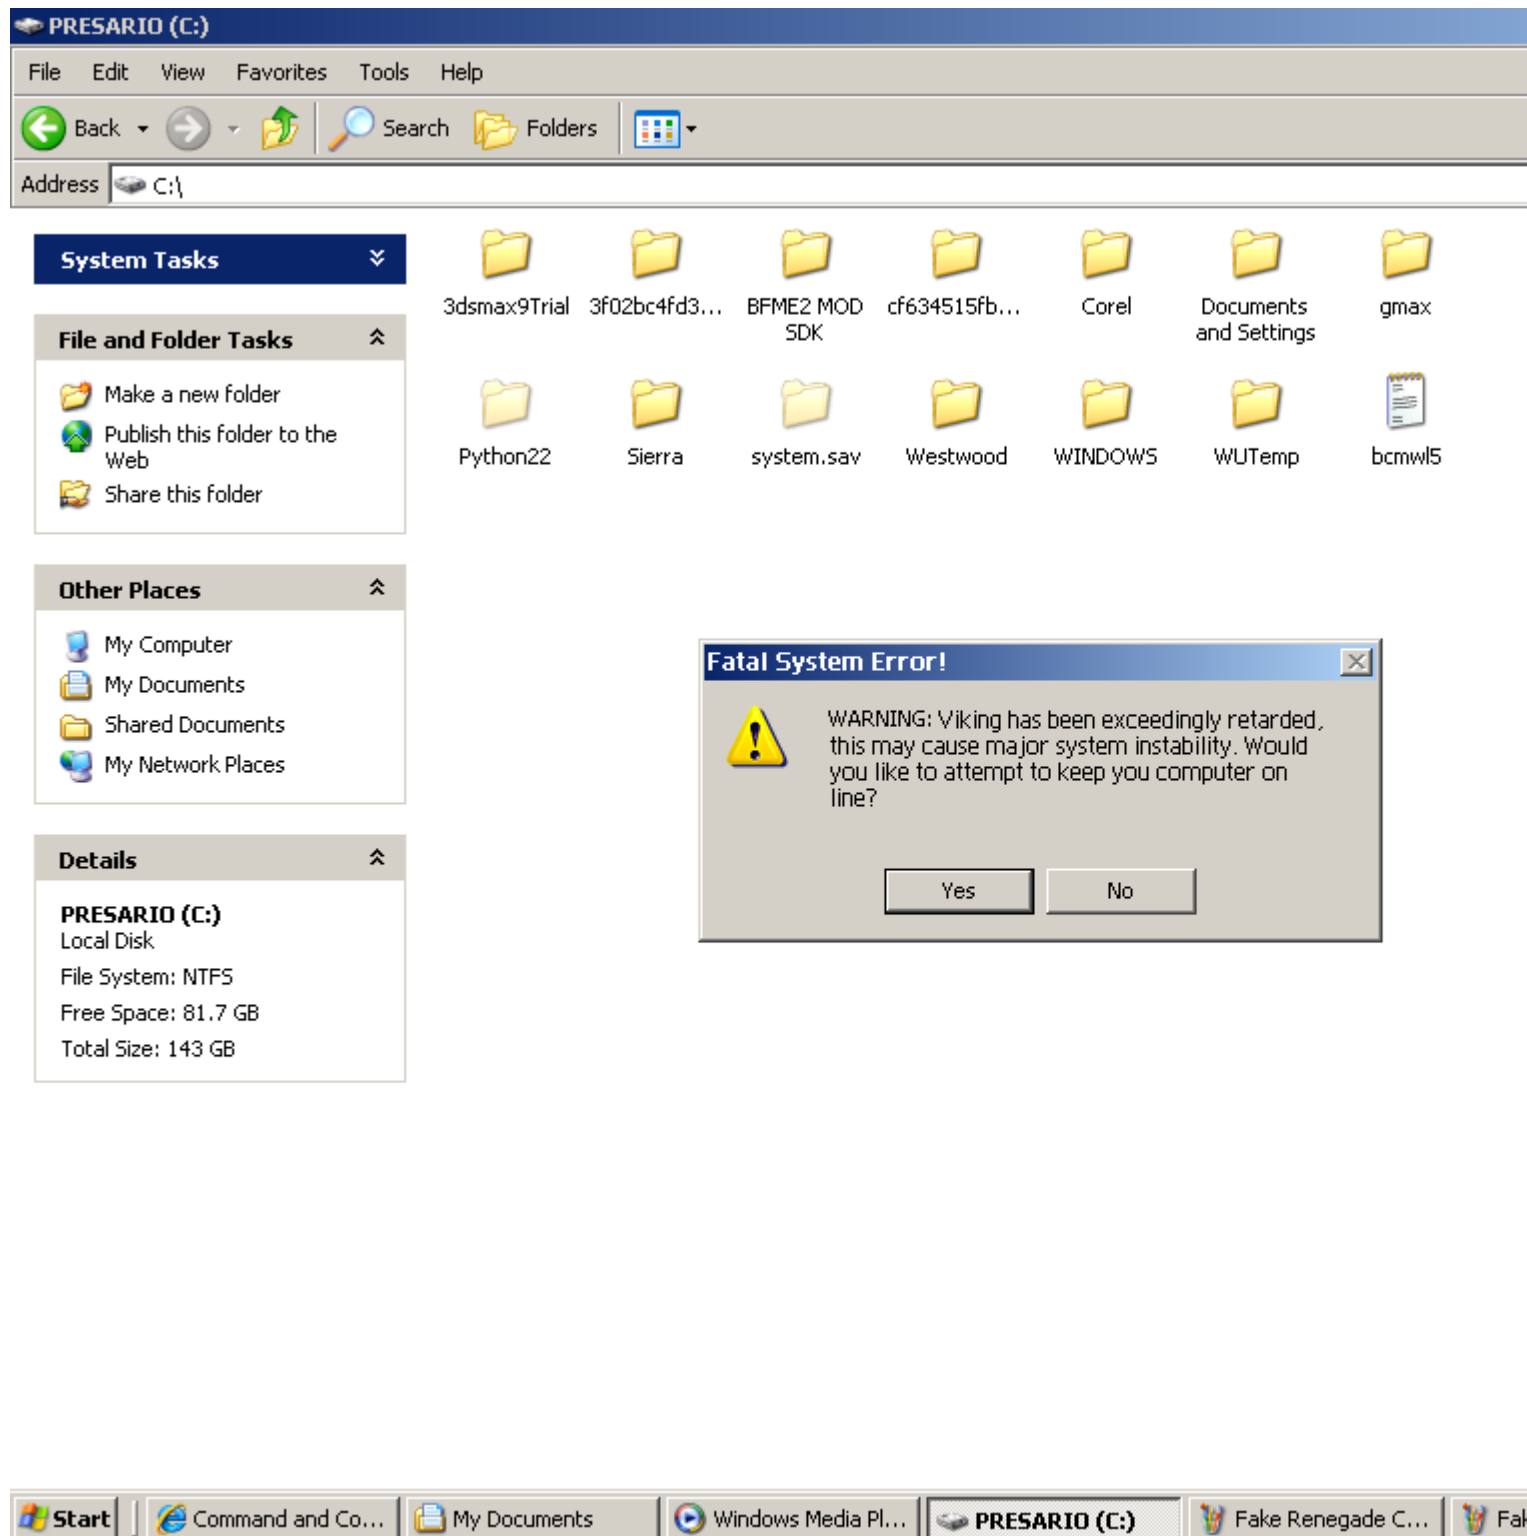 PRESARIO (C:)
File Edit View Favorites Tools Help
Back Search Folders
Address C:\
System Tasks
File and Folder Tasks
Make a new folder
Publish this folder to the
Web
Share this folder
Other Places
My Computer
My Documents
Shared Documents
My Network Places
Details
PRESARIO (C:)
Local Disk
File System: NTFS
Free Space: 81.7 GB
Total Size: 143 GB
3dsmax9Trial 3f02bc4fd3... BFME2 MOD cf634515fb... Corel Documents gmax
SDK and Settings
Python22 Sierra system.sav Westwood WINDOWS WUTemp bcmwl5
Fatal System Error!
WARNING: Viking has been exceedingly retarded,
this may cause major system instability. Would
you like to attempt to keep you computer on
line?
Yes No
Start Command and Co... My Documents Windows Media Pl... PRESARIO (C:) Fake Renegade C... Fak